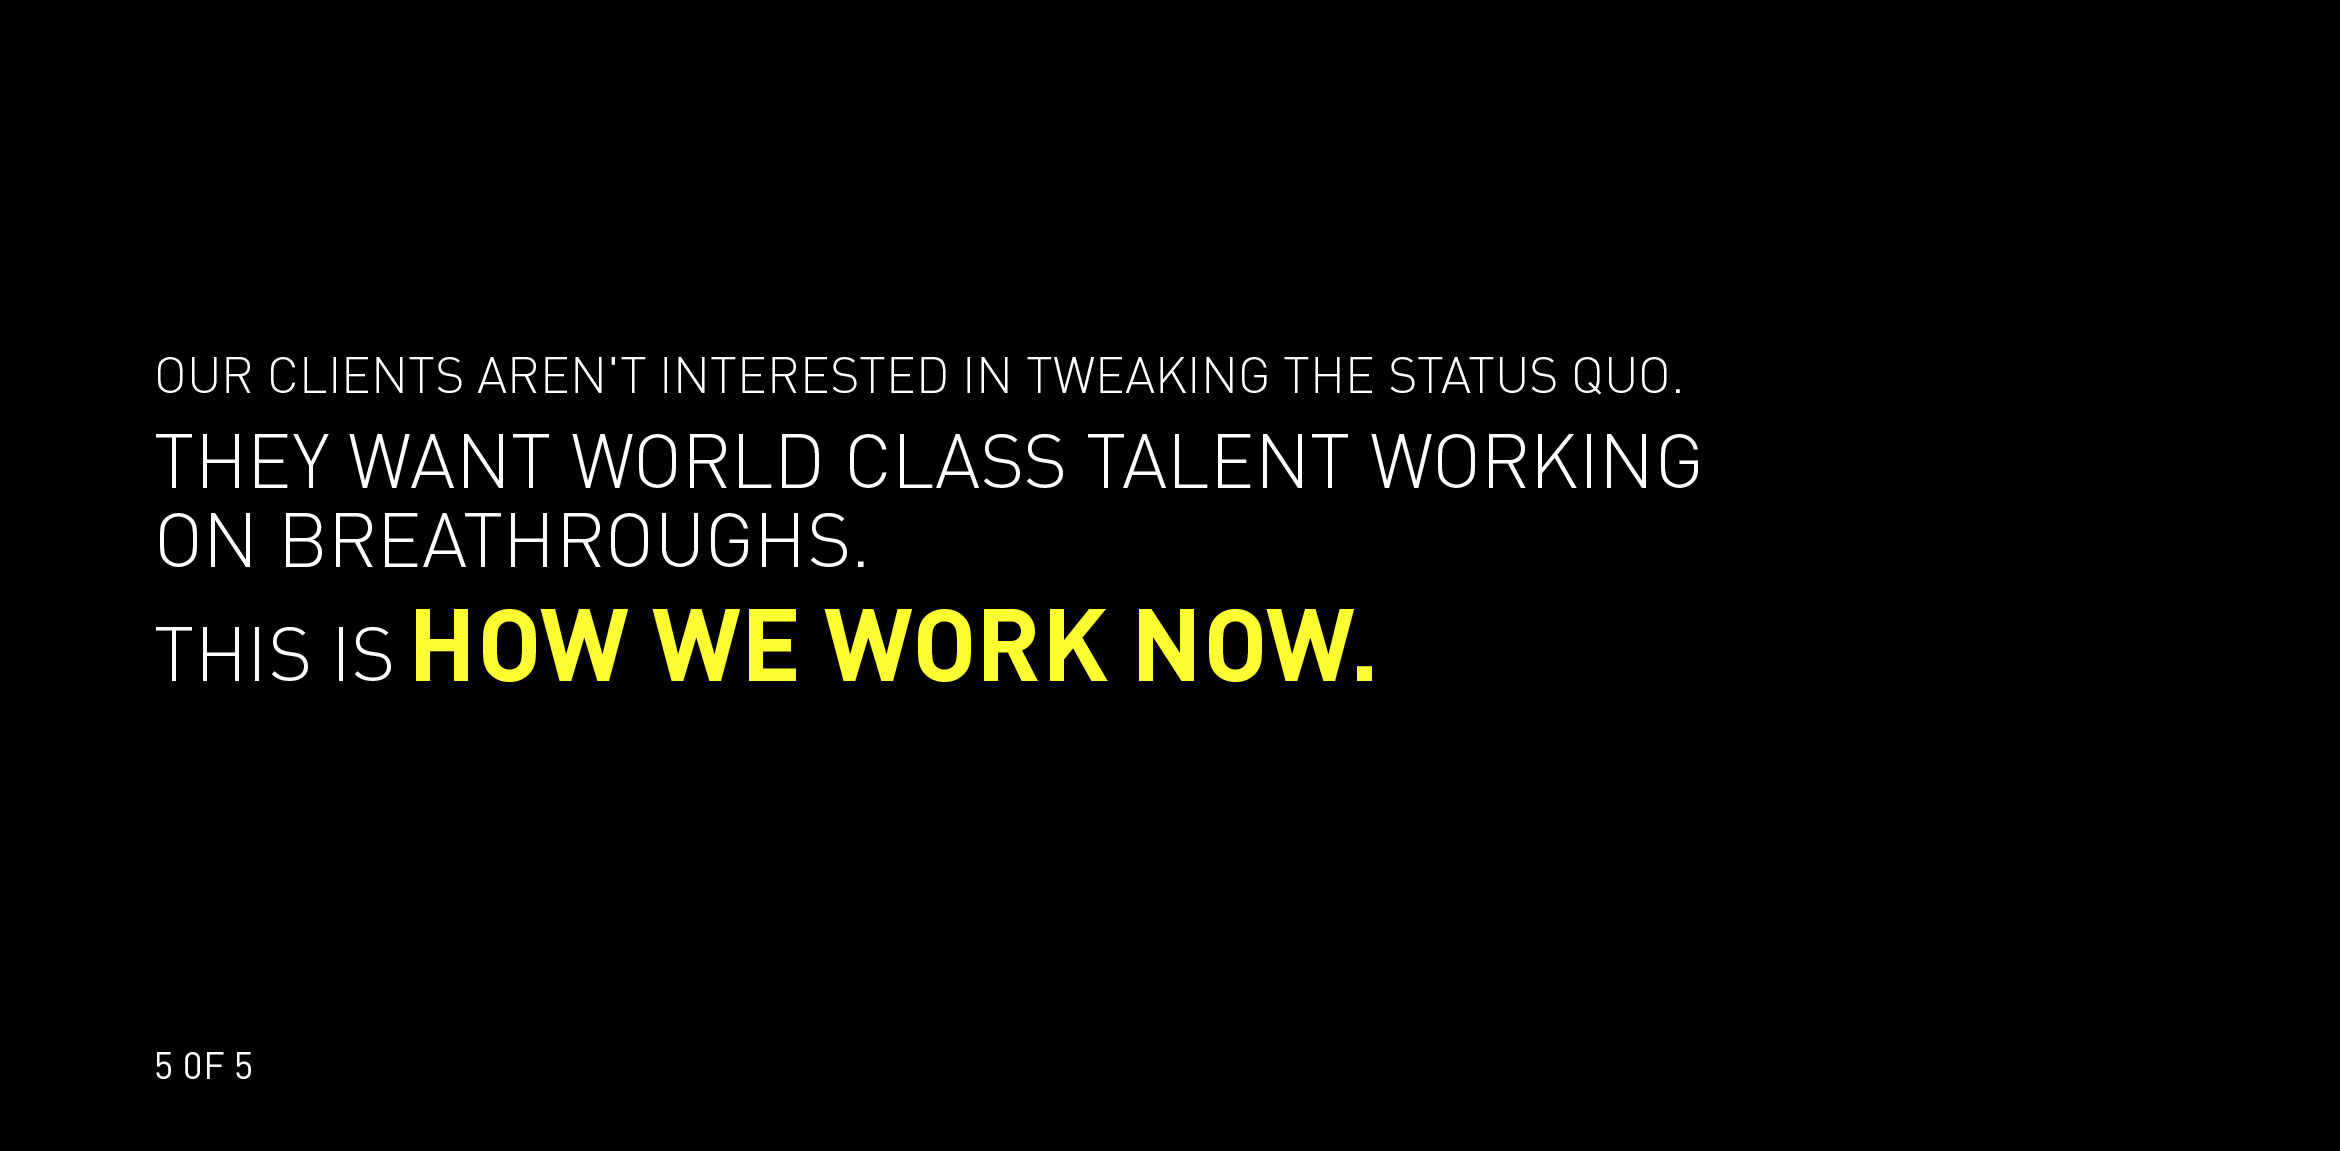 OUR CLIENTS AREN'T INTERESTED IN TWEAKING THE STATUS QUO.
THEY WANT WORLD CLASS TALENT WORKING
ON BREATHROUGHS.
THIS IS HOW WE WORK NOW.
5 OF 5